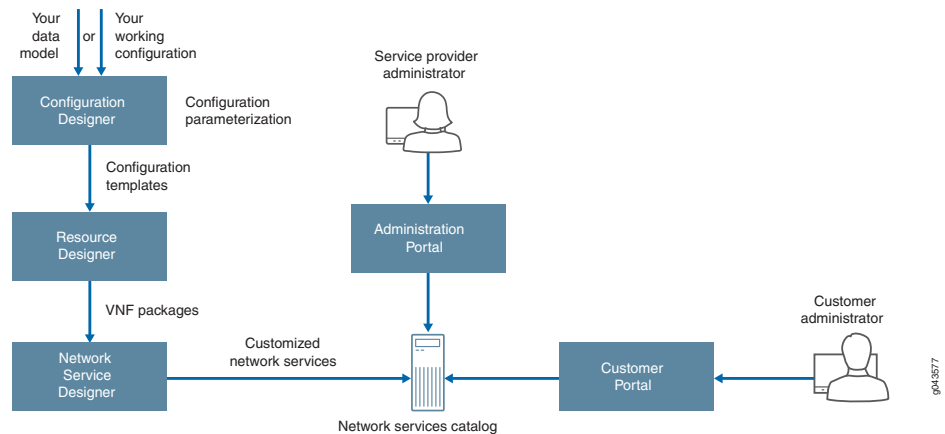 Your
data
model
or
Your
working
configuration
Configuration
Designer
Configuration
parameterization
Configuration
templates
Resource
Designer
VNF packages
Network
Service
Designer
Customized
network services
Service provider
administrator
Administration
Portal
Network services catalog
Customer
Portal
Customer
administrator
g043577